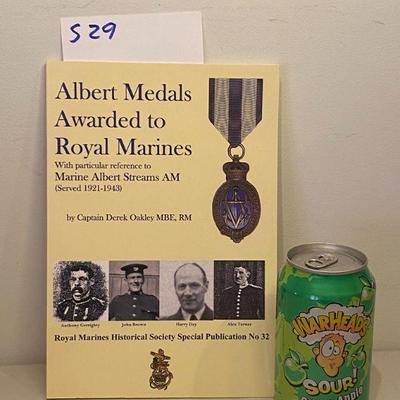 S29
Albert Medals
Awarded to
Royal Marines
With particular reference to
Marine Albert Streams AM
(Served 1921-1943)
by Captain Derek Oakley MBE, RM
John Brown
Harry Day
Alex Turner
Royal Marines Historical Society Special Publication No 32
WARHEADS
SOUR!
Apple